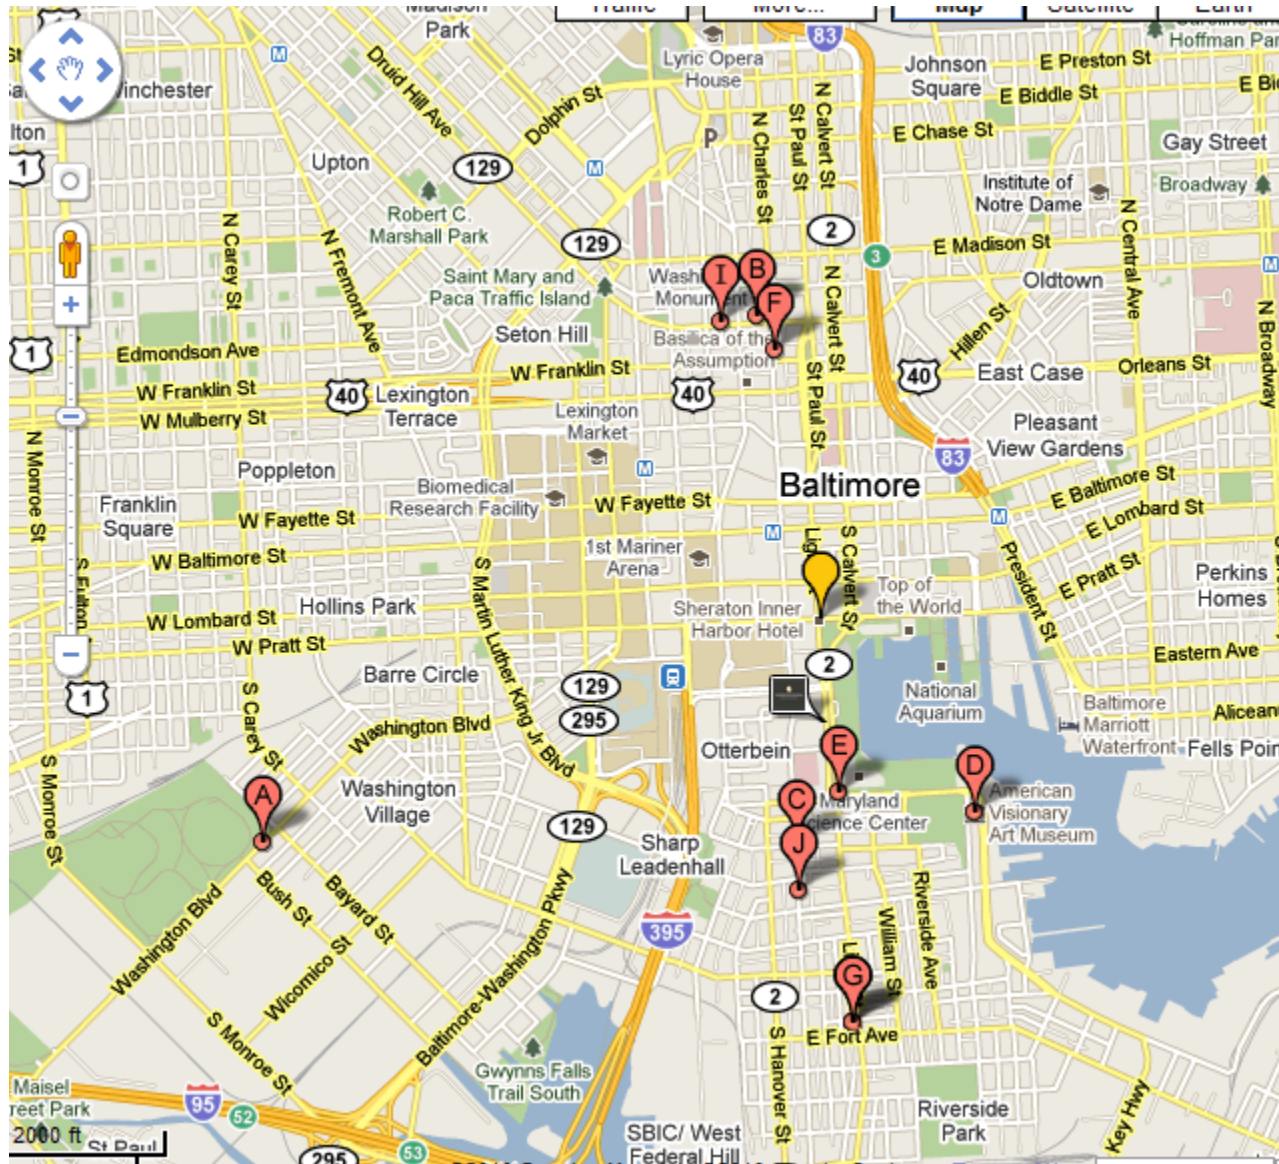 Madison
Park
Traffic
More...
Map
Satellite
Earth
Hoffman Par
83
Lyric Opera
House
Johnson
Square
E Preston St
E Biddle St
E Chase St
Winchester
Druid Hill Ave
Dolphin St
N Calvert St
St Paul St
N Charles St
P
M
lton
1
Upton
129
M
Gay Street
Institute of
Notre Dame
Broadway
Robert C.
Marshall Park
129
2
N Carey St
N Fremont Ave
E Madison St
3
N Central Ave
M
Saint Mary and
Paca Traffic Island
I
B
F
Monument
Oldtown
N Calvert St
Seton Hill
Basilica of the
Assumption
Hillen St
N Broadway
1
Edmondson Ave
W Franklin St
W Franklin St
40
40
40
East Case
Orleans St
W Mulberry St
Lexington
Terrace
Lexington
Market
St Paul St
Pleasant
View Gardens
N Monroe St
Poppleton
M
83
Baltimore
E Baltimore St
Biomedical
Research Facility
Franklin
Square
W Fayette St
W Fayette St
M
M
E Lombard St
W Baltimore St
1st Mariner
Arena
S Calvert St
E Pratt St
President St
S Martin Luther King Jr Blvd
Top of
the World
Perkins
Homes
Hollins Park
Sheraton Inner
Harbor Hotel
W Lombard St
W Pratt St
Eastern Ave
2
Barre Circle
129
295
National
Aquarium
Baltimore
Marriott
Waterfront
Fells Poin
1
S Carey St
Washington Blvd
Otterbein
E
D
C
J
A
S Monroe St
Washington
Village
Maryland
Science Center
American
Visionary
Art Museum
129
Sharp
Leadenhall
Bush St
Bayard St
Riverside Ave
William St
395
Washington Blvd
Wicomico St
Baltimore-Washington Pkwy
G
2
S Monroe St
E Fort Ave
S Hanover St
Gwynns Falls
Trail South
Maisel
95
52
Riverside
Park
Key Hwy
2000 ft
St Paul
SBIC/ West
Federal Hill
295
53